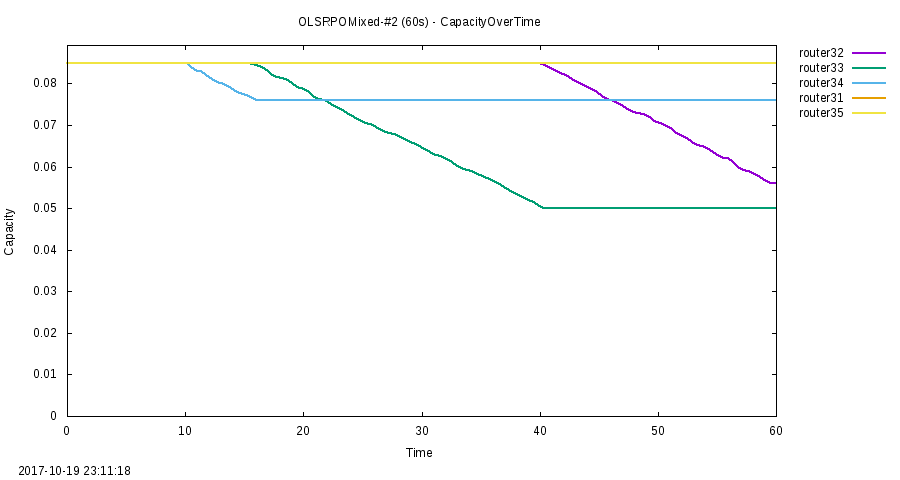 OLSRPOMixed-#2 (60s) - CapacityOverTime
router32
router33
router34
router31
router35
0.08
0.07
0.06
0.05
0.04
0.03
0.02
0.01
0
Capacity
0 10 20 30 40 50 60
Time
2017-10-19 23:11:18